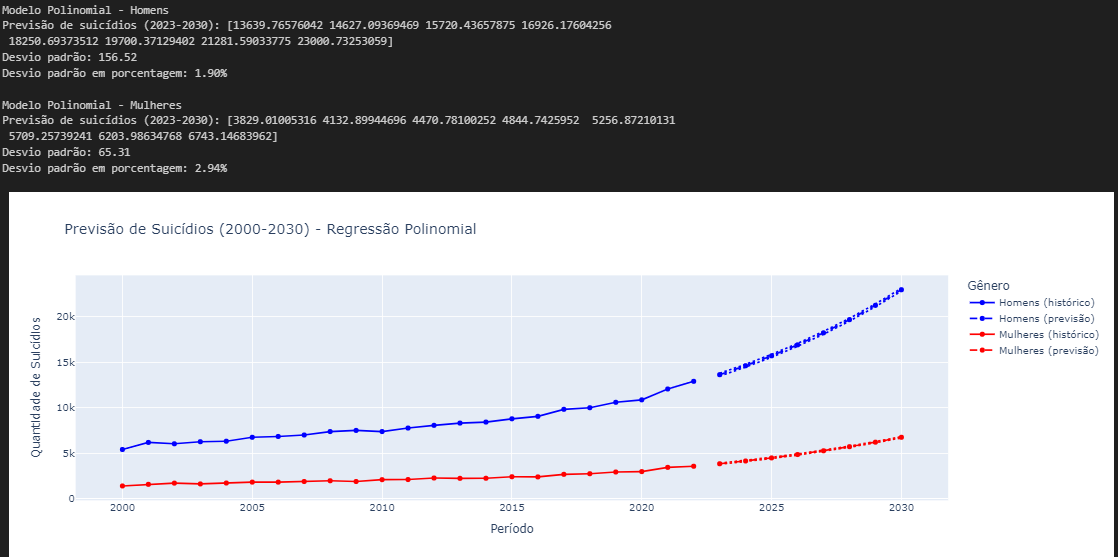 Modelo Polinomial - Homens
Previsão de suicídios (2023-2030): [13639.76576042 14627.09369469 15720.43657875 16926.17604256
18250.69373512 19700.37129402 21281.59033775 23000.73253059]
Desvio padrão: 156.52
Desvio padrão em porcentagem: 1.90%
Modelo Polinomial - Mulheres
Previsão de suicídios (2023-2030): [3829.01005316 4132.89944696 4470.78100252 4844.7425952 5256.87210131
5709.25739241 6203.98634768 6743.14683962]
Desvio padrão: 65.31
Desvio padrão em porcentagem: 2.94%
Previsão de Suicídios (2000-2030) - Regressão Polinomial
Gênero
Homens (histórico)
Homens (previsão)
Mulheres (histórico)
Mulheres (previsão)
Quantidade de Suicídios
20k
15k
10k
5k
0
2000
2005
2010
2015
2020
2025
2030
Período